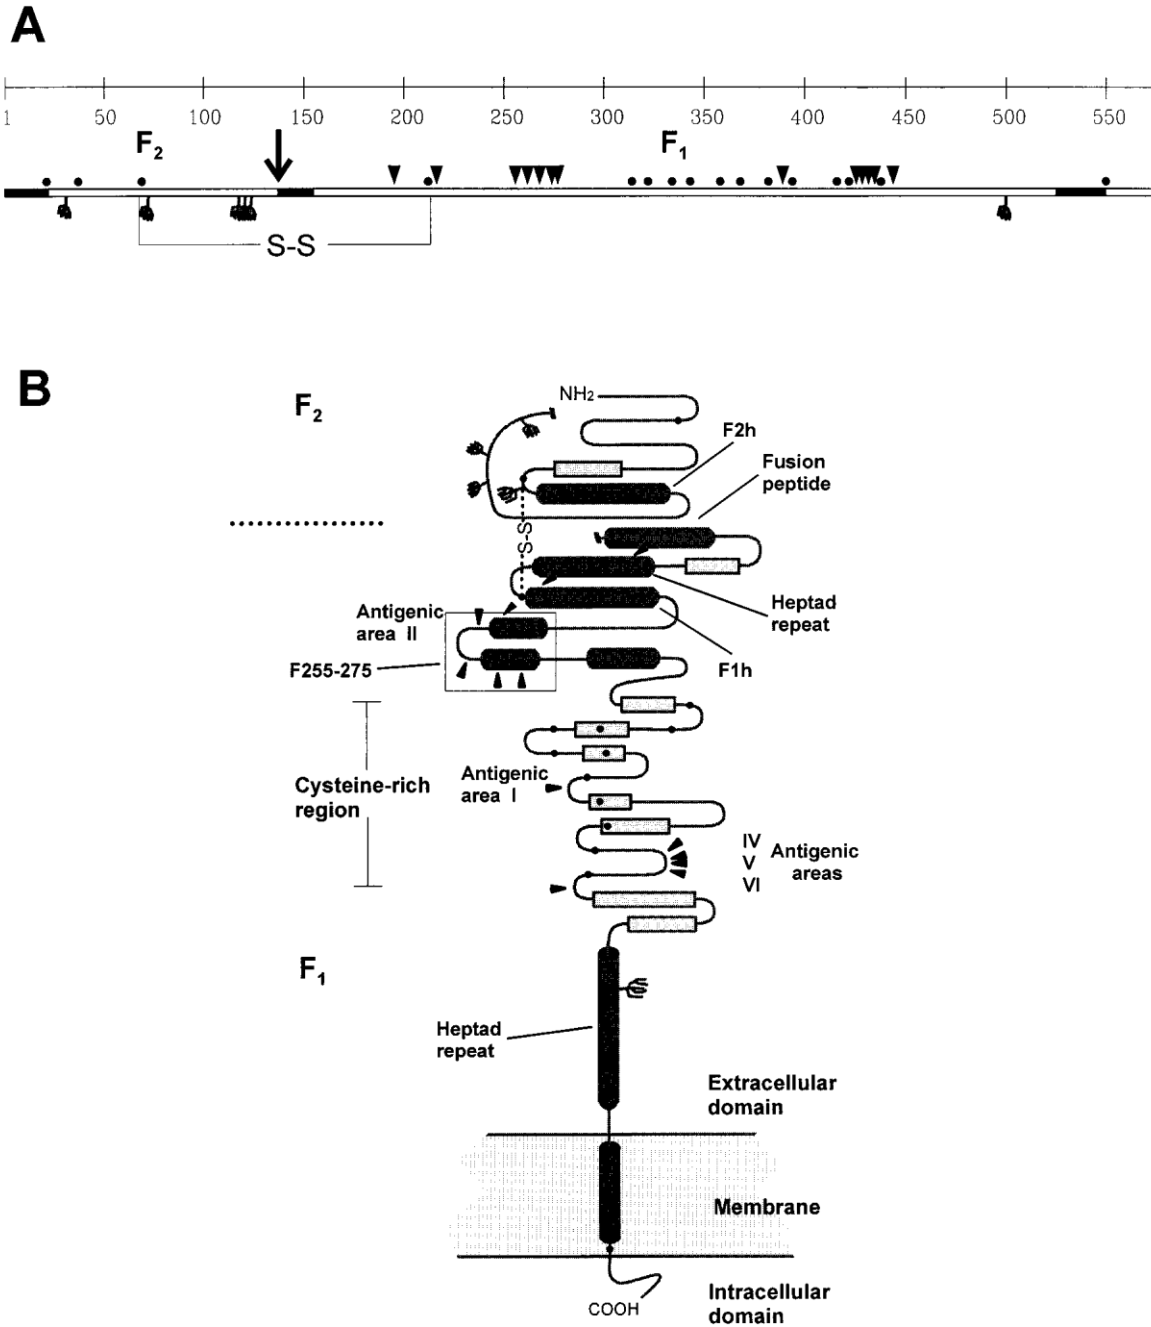 A
1 50 100 150 200 250 300 350 400 450 500 550
F₂ F₁
S-S
B
F₂
NH₂
F2h
Fusion
peptide
S-S
Heptad
repeat
Antigenic
area II
F255-275
F1h
Cysteine-rich
region
Antigenic
area I
IV
V
VI
Antigenic
areas
F₁
Heptad
repeat
Extracellular
domain
Membrane
Intracellular
domain
COOH